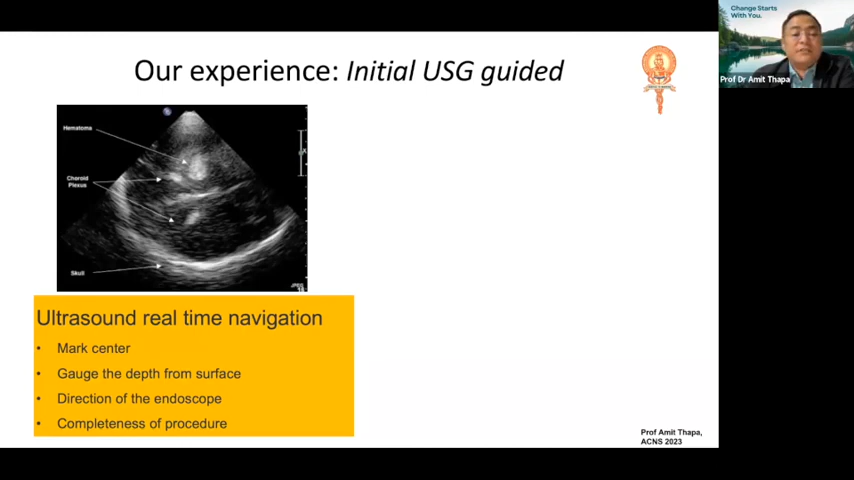 Our experience: Initial USG guided
Hematoma
Choroid
Plexus
Skull
Ultrasound real time navigation
• Mark center
• Gauge the depth from surface
• Direction of the endoscope
• Completeness of procedure
Prof Amit Thapa,
ACNS 2023
Change Starts
With You.
Prof Dr Amit Thapa